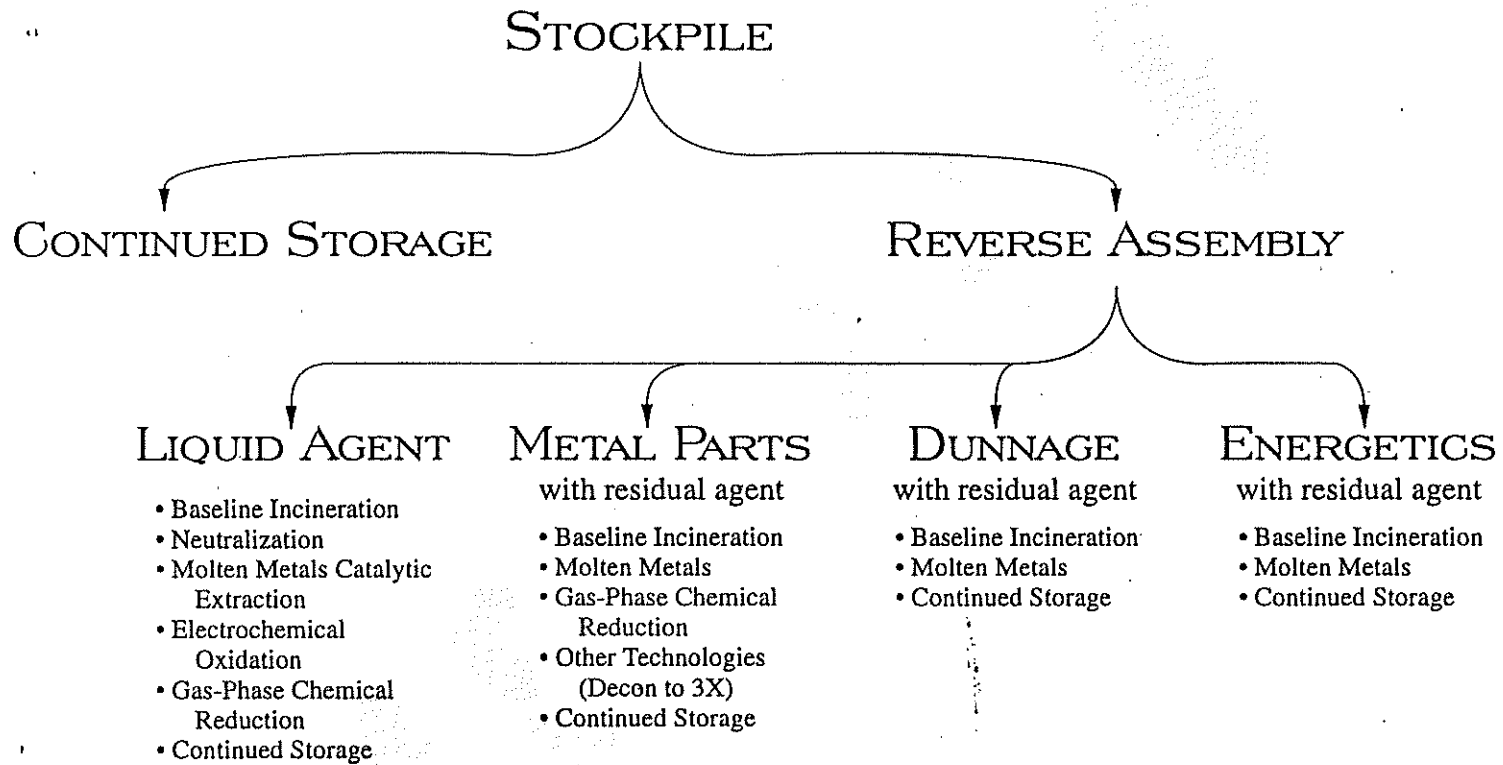 STOCKPILE
CONTINUED STORAGE
REVERSE ASSEMBLY
LIQUID AGENT
• Baseline Incineration
• Neutralization
• Molten Metals Catalytic
Extraction
• Electrochemical
Oxidation
• Gas-Phase Chemical
Reduction
• Continued Storage
METAL PARTS
with residual agent
• Baseline Incineration
• Molten Metals
• Gas-Phase Chemical
Reduction
• Other Technologies
(Decon to 3X)
• Continued Storage
DUNNAGE
with residual agent
• Baseline Incineration
• Molten Metals
• Continued Storage
ENERGETICS
with residual agent
• Baseline Incineration
• Molten Metals
• Continued Storage